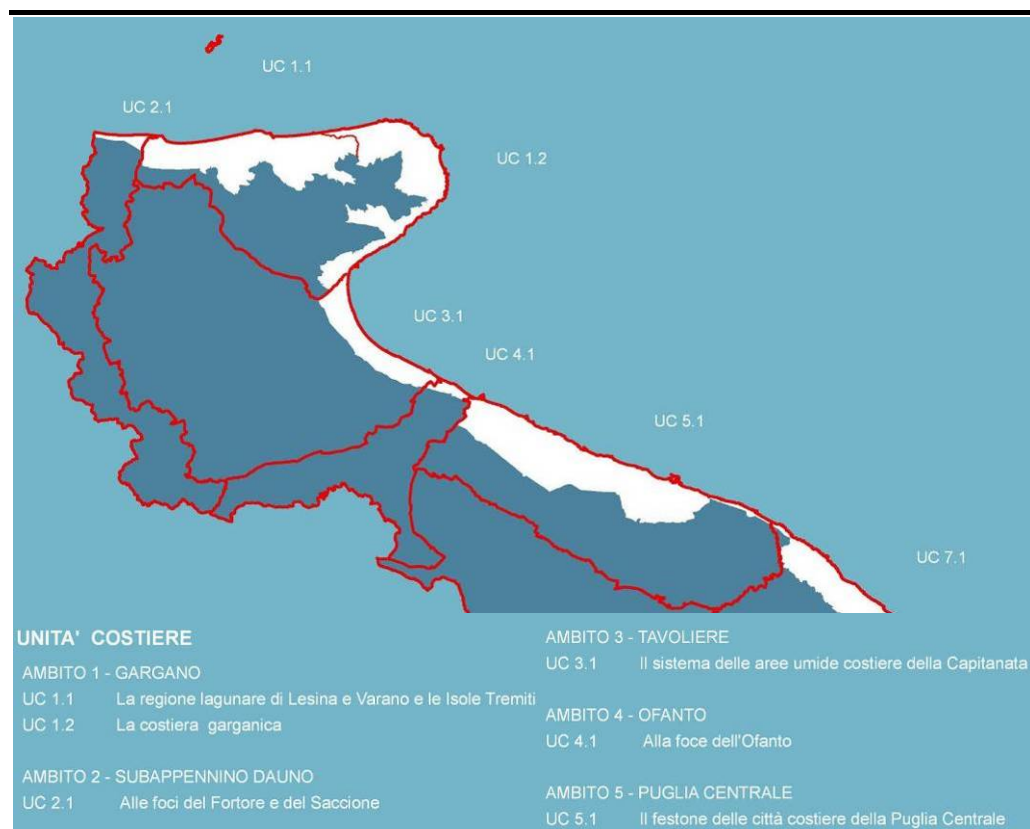 UC 1.1
UC 2.1
UC 1.2
UC 3.1
UC 4.1
UC 5.1
UC 7.1
UNITA' COSTIERE
AMBITO 1 - GARGANO
UC 1.1 La regione lagunare di Lesina e Varano e le Isole Tremiti
UC 1.2 La costiera garganica
AMBITO 2 - SUBAPPENNINO DAUNO
UC 2.1 Alle foci del Fortore e del Saccione
AMBITO 3 - TAVOLIERE
UC 3.1 Il sistema delle aree umide costiere della Capitanata
AMBITO 4 - OFANTO
UC 4.1 Alla foce dell'Ofanto
AMBITO 5 - PUGLIA CENTRALE
UC 5.1 Il festone delle città costiere della Puglia Centrale